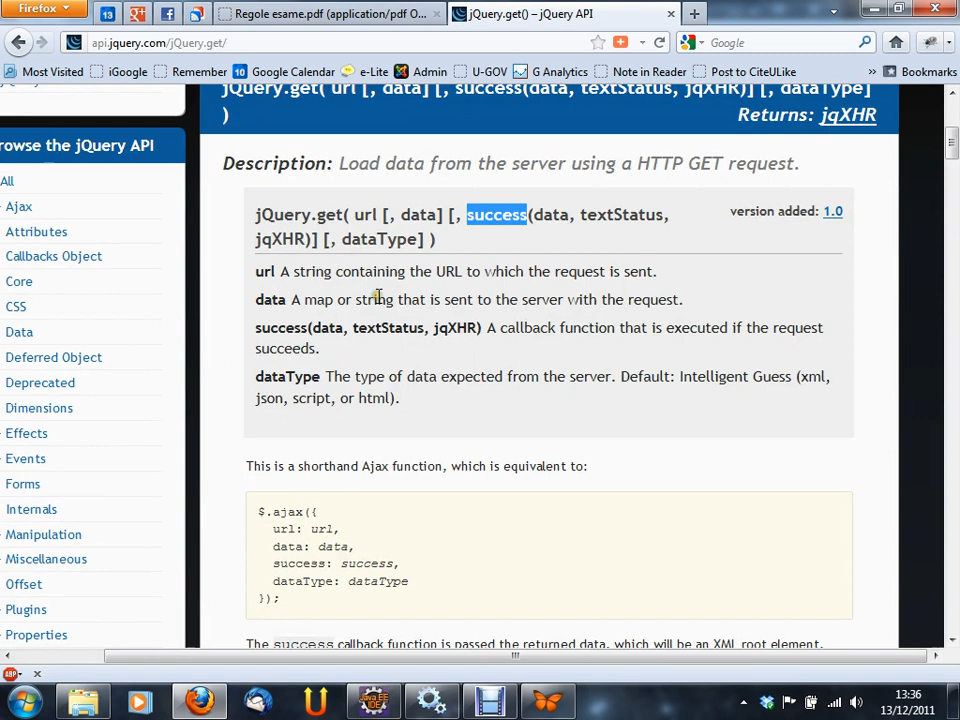 Firefox
13
Regole esame.pdf (application/pdf O...
jQuery.get() – jQuery API
api.jquery.com/jQuery.get/
Google
Most Visited
iGoogle
Remember
10 Google Calendar
e-Lite
Admin
U-GOV
G Analytics
Note in Reader
Post to CiteULike
»
Bookmarks
jQuery.get( url [, data] [, success(data, textStatus, jqXHR)] [, dataType]
)
Returns: jqXHR
rowse the jQuery API
All
Ajax
Attributes
Callbacks Object
Core
CSS
Data
Deferred Object
Deprecated
Dimensions
Effects
Events
Forms
Internals
Manipulation
Miscellaneous
Offset
Plugins
Properties
Description: Load data from the server using a HTTP GET request.
jQuery.get( url [, data] [, success(data, textStatus,
jqXHR)] [, dataType] )
version added: 1.0
url A string containing the URL to which the request is sent.
data A map or string that is sent to the server with the request.
success(data, textStatus, jqXHR) A callback function that is executed if the request
succeeds.
dataType The type of data expected from the server. Default: Intelligent Guess (xml,
json, script, or html).
This is a shorthand Ajax function, which is equivalent to:
$.ajax({
url: url,
data: data,
success: success,
dataType: dataType
});
The success callback function is passed the returned data, which will be an XML root element,
ABP
13:36
13/12/2011